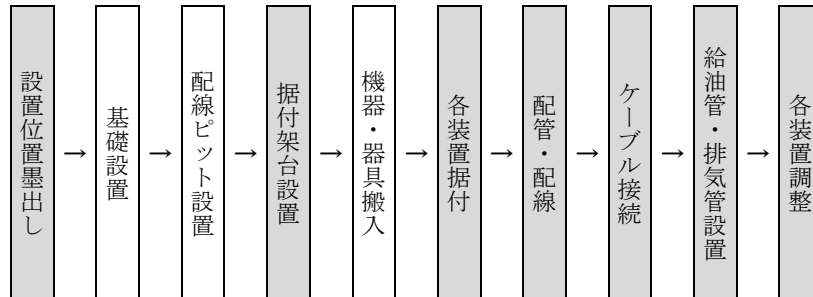 設置位置墨出し
→
基礎設置
→
配線ピット設置
→
据付架台設置
→
機器・器具搬入
→
各装置据付
→
配管・配線
→
ケーブル接続
→
給油管・排気管設置
→
各装置調整